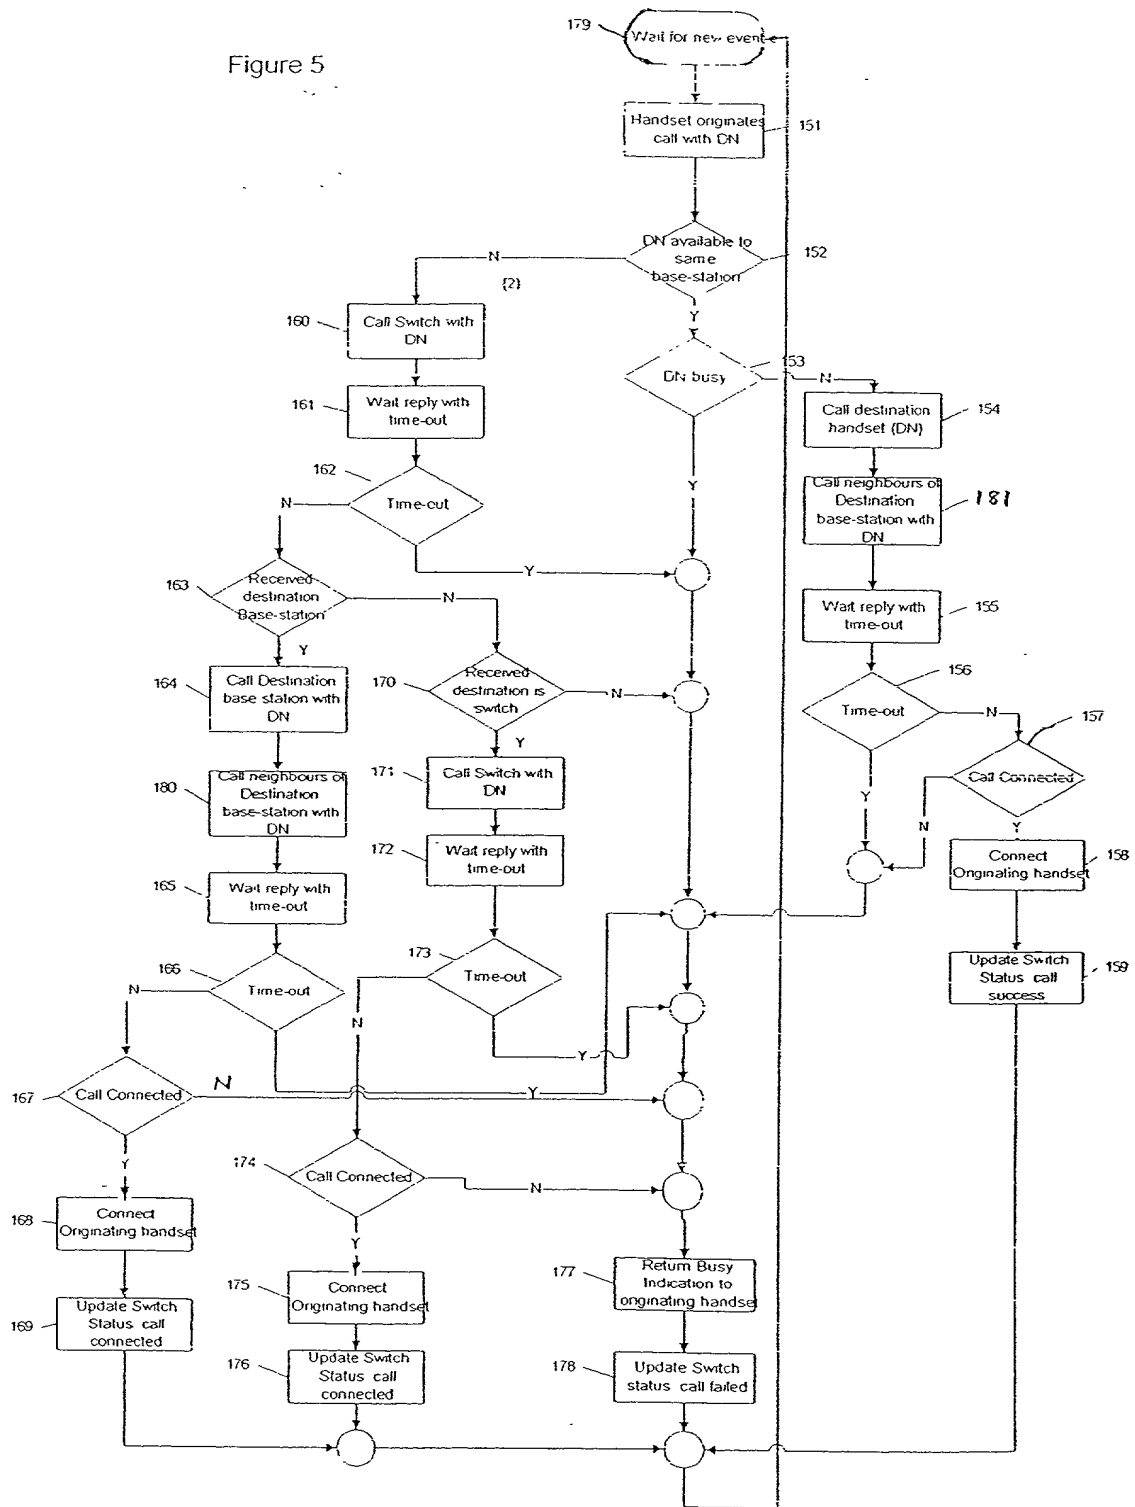 Figure 5
179
Wait for new event
Handset originates
call with DN
151
DN available to
same
base-station
152
N
{2}
Y
160
Call Switch with
DN
DN busy
153
N
161
Wait reply with
time-out
Call destination
handset (DN)
154
162
Time-out
N
Y
Y
Call neighbours of
Destination
base-station with
DN
181
163
Received
destination
Base-station
N
Y
Wait reply with
time-out
155
164
Call Destination
base station with
DN
170
Received
destination is
switch
N
Y
156
Time-out
N
Y
157
Call Connected
N
Y
180
Call neighbours of
Destination
base-station with
DN
171
Call Switch with
DN
172
Wait reply with
time-out
Connect
Originating handset
158
165
Wait reply with
time-out
166
Time-out
N
Y
173
Time-out
N
Y
Update Switch
Status call
success
159
167
Call Connected
N
Y
174
Call Connected
N
Y
168
Connect
Originating handset
175
Connect
Originating handset
177
Return Busy
Indication to
originating handset
169
Update Switch
Status call
connected
176
Update Switch
Status call
connected
178
Update Switch
status call failed